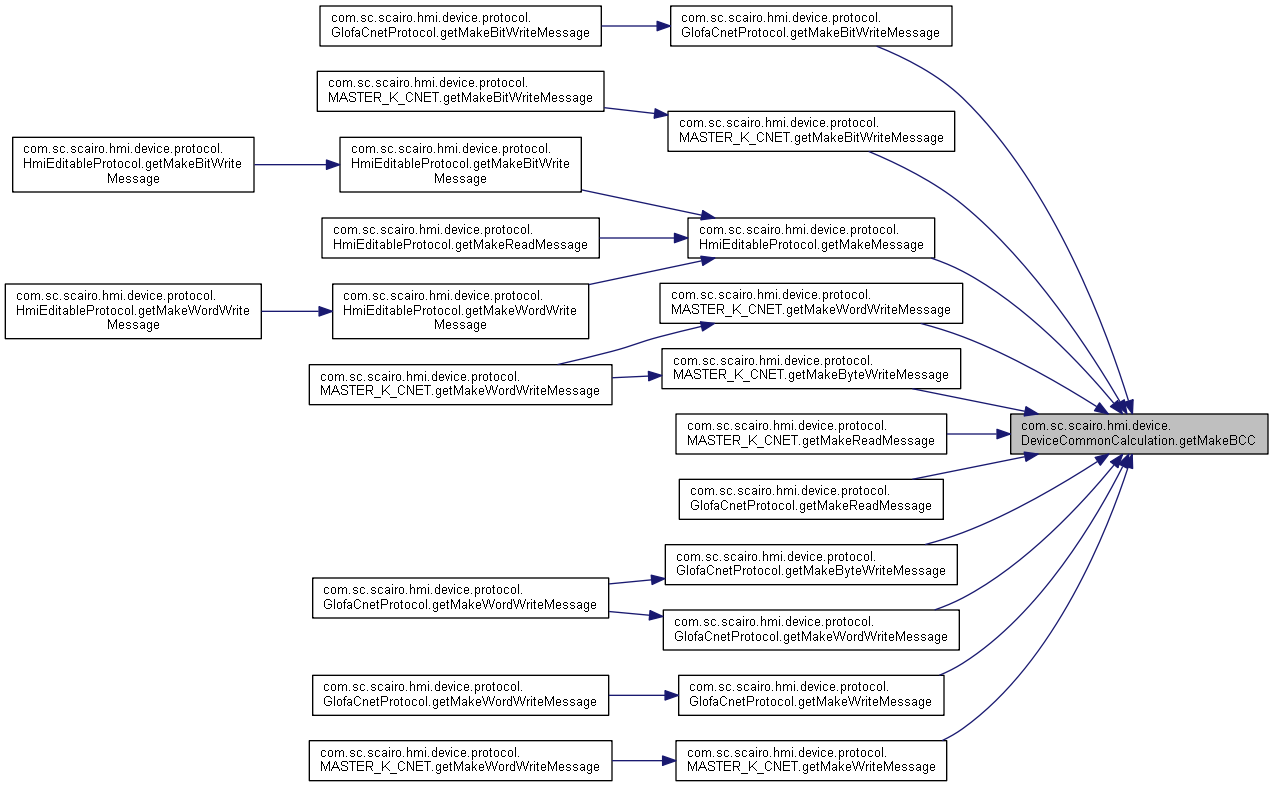 com.sc.scairo.hmi.device.protocol.
GlofaCnetProtocol.getMakeBitWriteMessage
com.sc.scairo.hmi.device.protocol.
GlofaCnetProtocol.getMakeBitWriteMessage
com.sc.scairo.hmi.device.protocol.
MASTER_K_CNET.getMakeBitWriteMessage
com.sc.scairo.hmi.device.protocol.
MASTER_K_CNET.getMakeBitWriteMessage
com.sc.scairo.hmi.device.protocol.
HmiEditableProtocol.getMakeBitWrite
Message
com.sc.scairo.hmi.device.protocol.
HmiEditableProtocol.getMakeBitWrite
Message
com.sc.scairo.hmi.device.protocol.
HmiEditableProtocol.getMakeReadMessage
com.sc.scairo.hmi.device.protocol.
HmiEditableProtocol.getMakeMessage
com.sc.scairo.hmi.device.protocol.
HmiEditableProtocol.getMakeWordWrite
Message
com.sc.scairo.hmi.device.protocol.
HmiEditableProtocol.getMakeWordWrite
Message
com.sc.scairo.hmi.device.protocol.
MASTER_K_CNET.getMakeWordWriteMessage
com.sc.scairo.hmi.device.protocol.
MASTER_K_CNET.getMakeWordWriteMessage
com.sc.scairo.hmi.device.protocol.
MASTER_K_CNET.getMakeByteWriteMessage
com.sc.scairo.hmi.device.protocol.
MASTER_K_CNET.getMakeReadMessage
com.sc.scairo.hmi.device.
DeviceCommonCalculation.getMakeBCC
com.sc.scairo.hmi.device.protocol.
GlofaCnetProtocol.getMakeReadMessage
com.sc.scairo.hmi.device.protocol.
GlofaCnetProtocol.getMakeByteWriteMessage
com.sc.scairo.hmi.device.protocol.
GlofaCnetProtocol.getMakeWordWriteMessage
com.sc.scairo.hmi.device.protocol.
GlofaCnetProtocol.getMakeWordWriteMessage
com.sc.scairo.hmi.device.protocol.
GlofaCnetProtocol.getMakeWordWriteMessage
com.sc.scairo.hmi.device.protocol.
GlofaCnetProtocol.getMakeWriteMessage
com.sc.scairo.hmi.device.protocol.
MASTER_K_CNET.getMakeWordWriteMessage
com.sc.scairo.hmi.device.protocol.
MASTER_K_CNET.getMakeWriteMessage